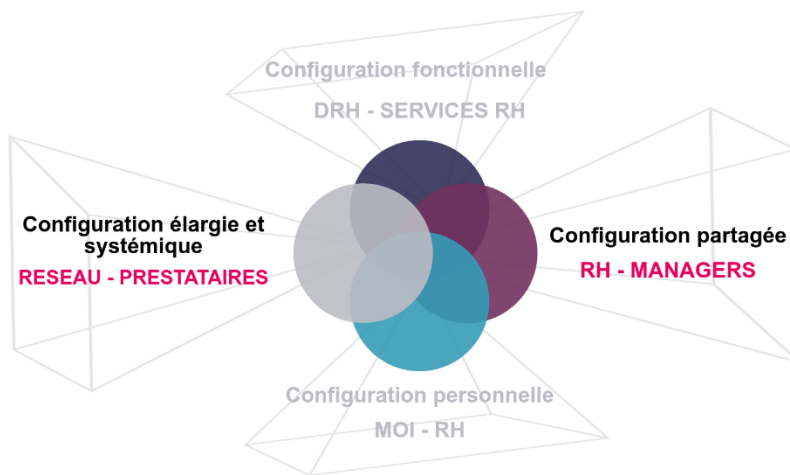 Configuration fonctionnelle
DRH - SERVICES RH
Configuration élargie et
systémique
RESEAU - PRESTATAIRES
Configuration partagée
RH - MANAGERS
Configuration personnelle
MOI - RH